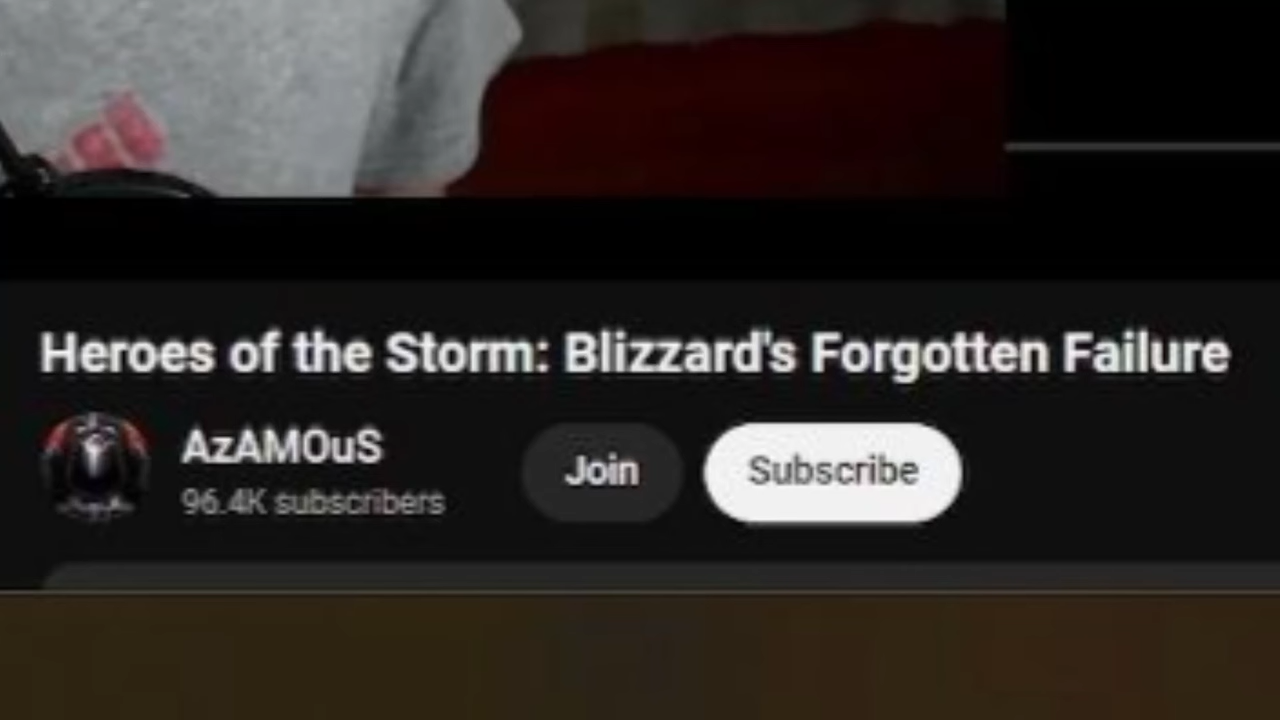 Heroes of the Storm: Blizzard's Forgotten Failure
AzAMOuS
96.4K subscribers
Join
Subscribe